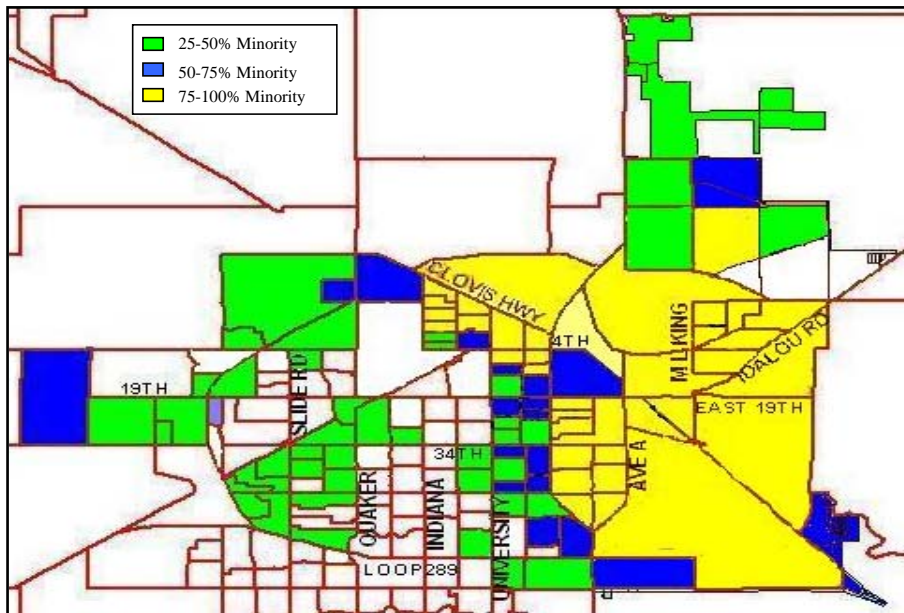 25-50% Minority
50-75% Minority
75-100% Minority
CLOVIS HWY
4TH
M L KING
IDALOU RD
19TH
SLIDE RD
EAST 19TH
34TH
AVE A
QUAKER
INDIANA
UNIVERSITY
LOOP 289